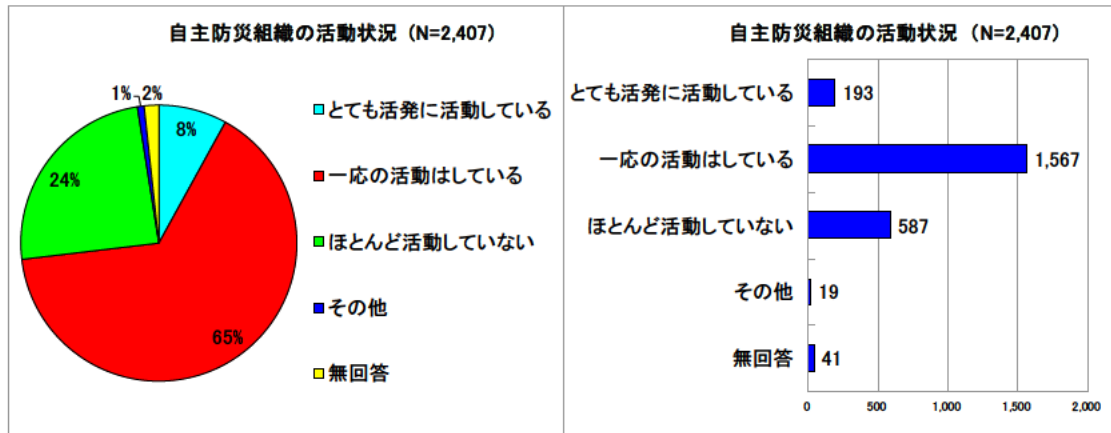 自主防災組織の活動状況 (N=2,407)
1%
2%
8%
24%
65%
とても活発に活動している
一応の活動はしている
ほとんど活動していない
その他
無回答
自主防災組織の活動状況 (N=2,407)
とても活発に活動している 193
一応の活動はしている 1,567
ほとんど活動していない 587
その他 19
無回答 41
0 500 1,000 1,500 2,000